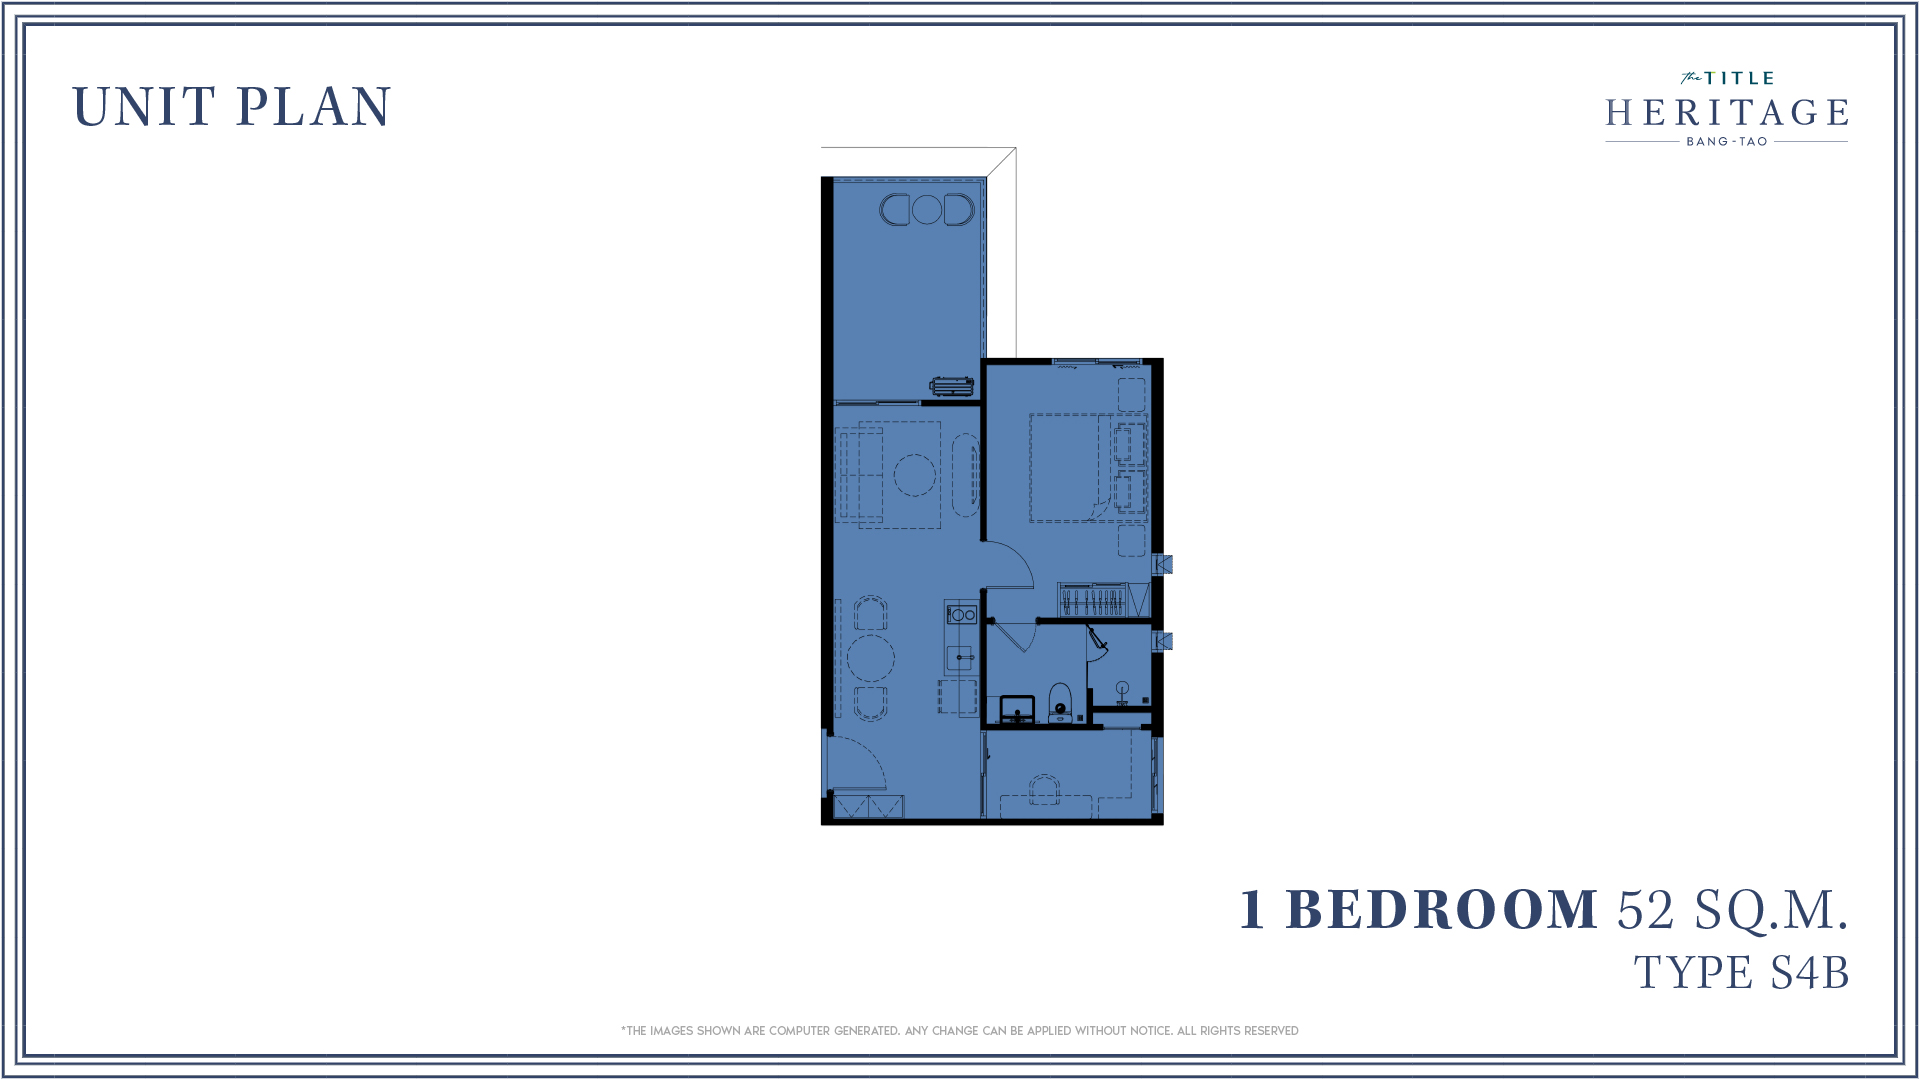 UNIT PLAN
the TITLE
HERITAGE
BANG-TAO
1 BEDROOM 52 SQ.M.
TYPE S4B
*THE IMAGES SHOWN ARE COMPUTER GENERATED. ANY CHANGE CAN BE APPLIED WITHOUT NOTICE. ALL RIGHTS RESERVED